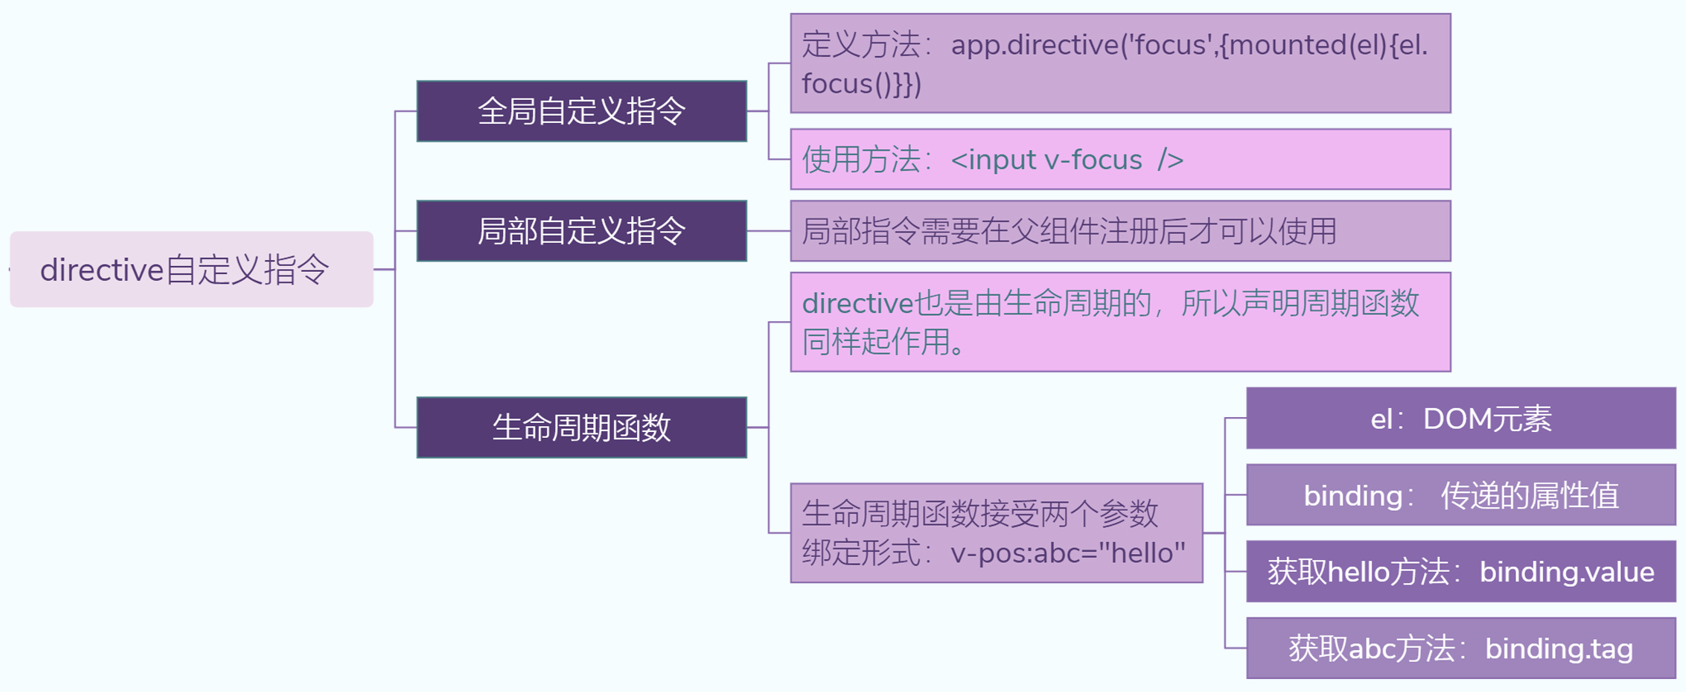 directive自定义指令
全局自定义指令
定义方法：app.directive('focus',{mounted(el){el.
focus()}})
使用方法：<input v-focus  />
局部自定义指令
局部指令需要在父组件注册后才可以使用
生命周期函数
directive也是由生命周期的，所以声明周期函数
同样起作用。
生命周期函数接受两个参数
绑定形式：v-pos:abc="hello"
el：DOM元素
binding： 传递的属性值
获取hello方法：binding.value
获取abc方法：binding.tag